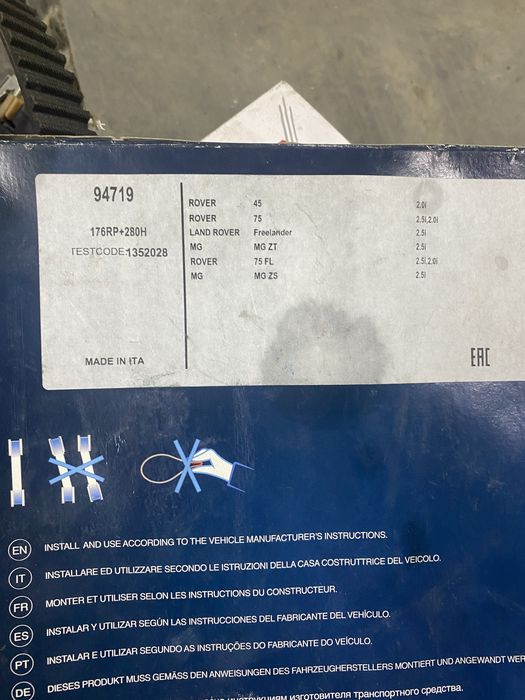 94719
176RP+280H
TESTCODE:1352028
MADE IN ITA
ROVER 45 2.0i
ROVER 75 2.5i,2.0i
LAND ROVER Freelander 2.5i
MG MG ZT 2.5i
ROVER 75 FL 2.5i,2.0i
MG MG ZS 2.5i
EAC
EN INSTALL AND USE ACCORDING TO THE VEHICLE MANUFACTURER'S INSTRUCTIONS.
IT INSTALLARE ED UTILIZZARE SECONDO LE ISTRUZIONI DELLA CASA COSTRUTTRICE DEL VEICOLO.
FR MONTER ET UTILISER SELON LES INSTRUCTIONS DU CONSTRUCTEUR.
ES INSTALAR Y UTILIZAR SEGÚN LAS INSTRUCCIONES DEL FABRICANTE DEL VEHÍCULO.
PT INSTALAR E UTILIZAR SEGUNDO AS INSTRUÇÕES DO FABRICANTE DO VEÍCULO.
DE DIESES PRODUKT MUSS GEMÄSS DEN ANWEISUNGEN DES FAHRZEUGHERSTELLERS MONTIERT UND ANGEWANDT WER
изготовителя транспортного средства.